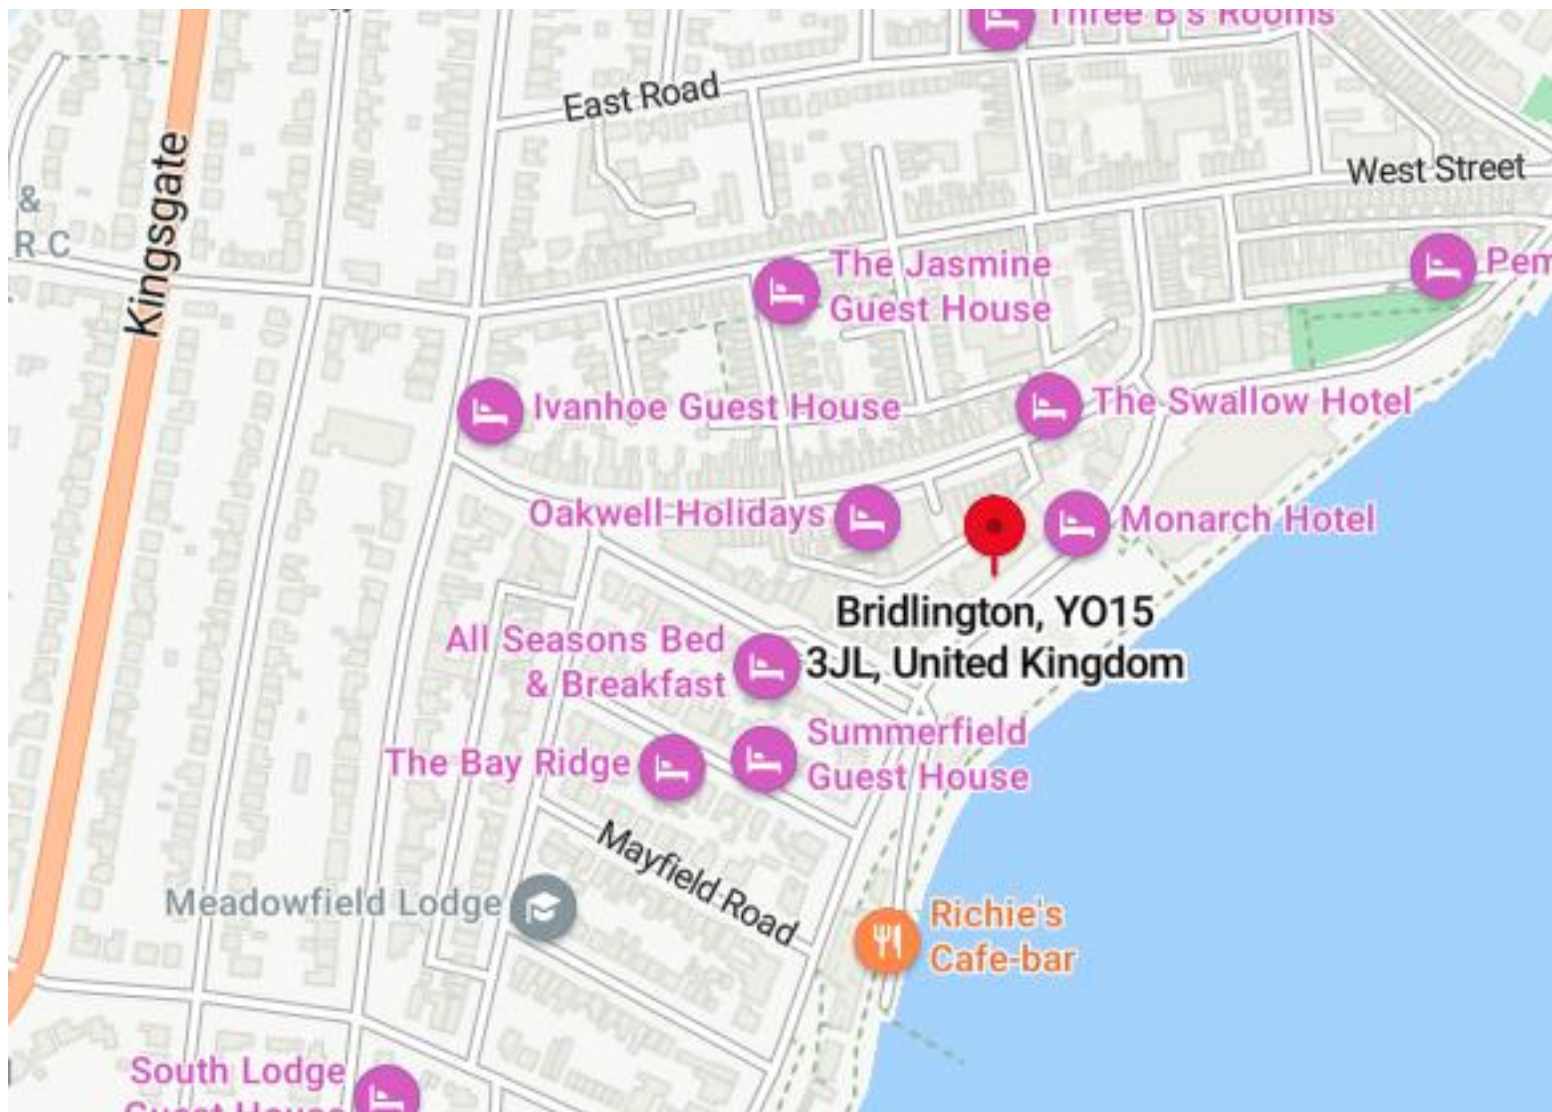 Three B's Rooms
East Road
Kingsgate
West Street
&
R C
The Jasmine
Guest House
Pem
Ivanhoe Guest House
The Swallow Hotel
Oakwell Holidays
Monarch Hotel
Bridlington, YO15
3JL, United Kingdom
All Seasons Bed
& Breakfast
Summerfield
Guest House
The Bay Ridge
Mayfield Road
Meadowfield Lodge
Richie's
Cafe-bar
South Lodge
Guest House